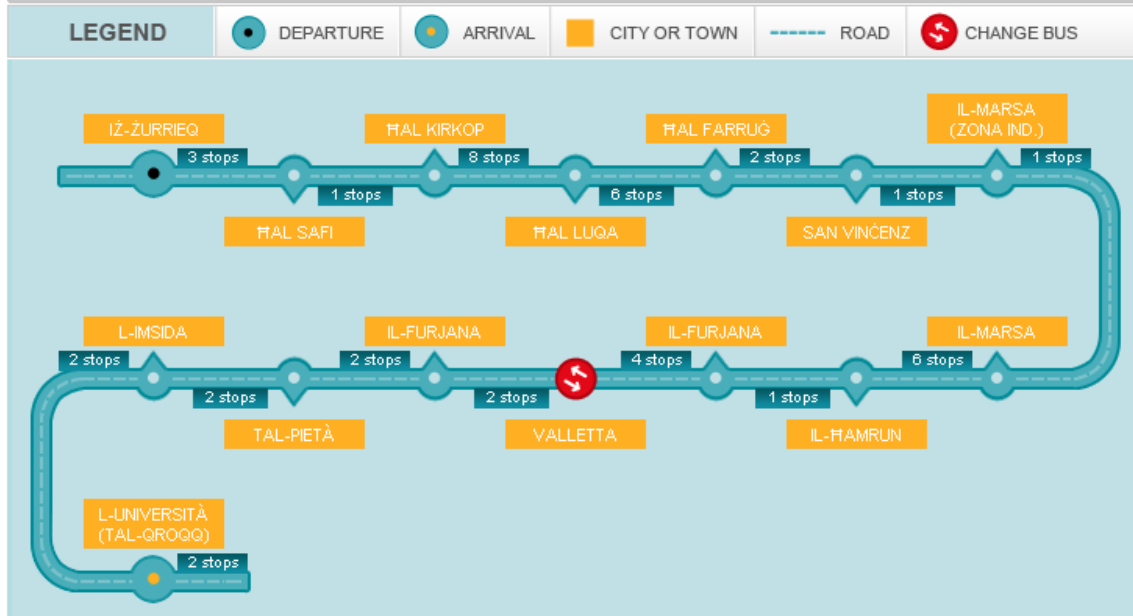 LEGEND
DEPARTURE
ARRIVAL
CITY OR TOWN
ROAD
CHANGE BUS
IŻ-ŻURRIEQ
3 stops
ĦAL SAFI
1 stops
ĦAL KIRKOP
8 stops
ĦAL LUQA
6 stops
ĦAL FARRUĠ
2 stops
SAN VINĊENZ
1 stops
IL-MARSA
(ZONA IND.)
1 stops
IL-MARSA
6 stops
IL-ĦAMRUN
1 stops
IL-FURJANA
4 stops
VALLETTA
2 stops
IL-FURJANA
2 stops
TAL-PIETÀ
2 stops
L-IMSIDA
2 stops
L-UNIVERSITÀ
(TAL-QROQQ)
2 stops